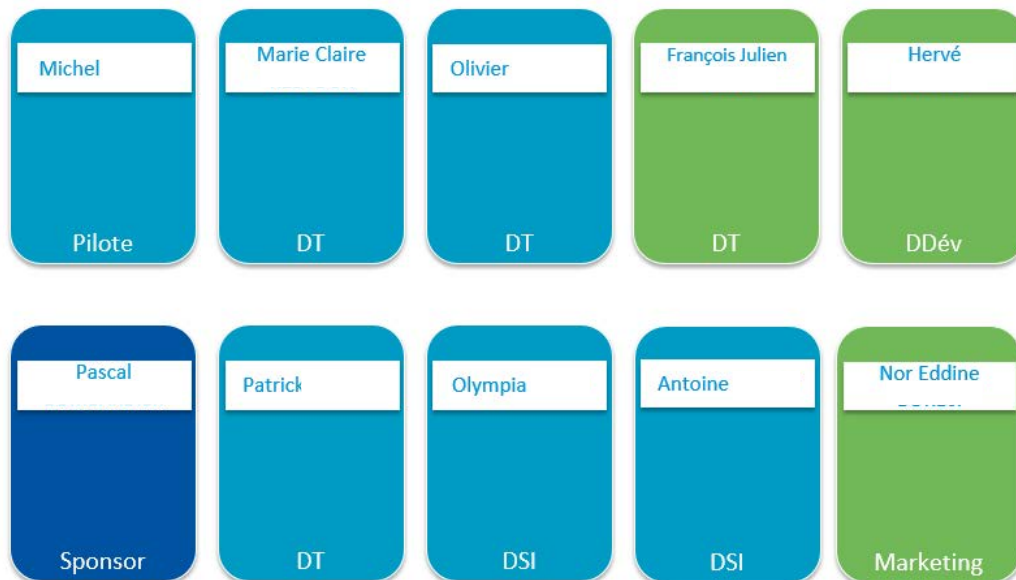 Michel
Marie Claire
Olivier
François Julien
Hervé
Pilote
DT
DT
DT
DDév
Pascal
Patrick
Olympia
Antoine
Nor Eddine
Sponsor
DT
DSI
DSI
Marketing